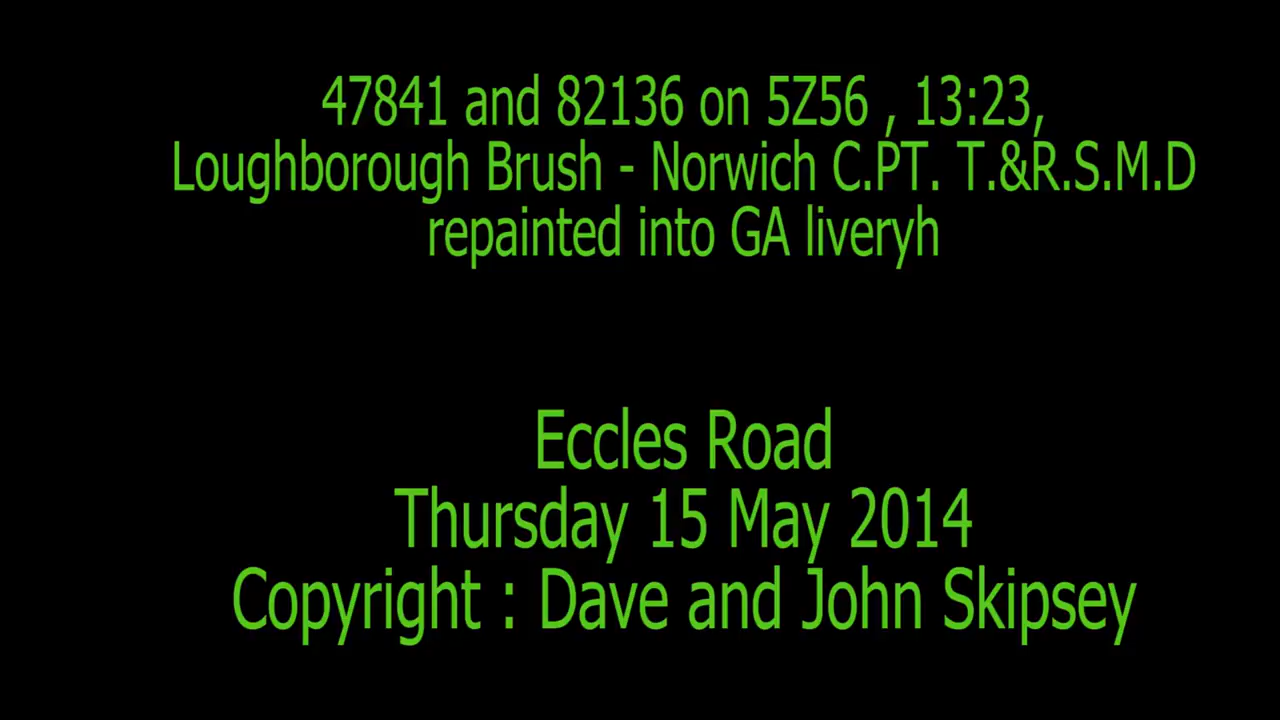 47841 and 82136 on 5Z56 , 13:23,
Loughborough Brush - Norwich C.PT. T.&R.S.M.D
repainted into GA liveryh
Eccles Road
Thursday 15 May 2014
Copyright : Dave and John Skipsey